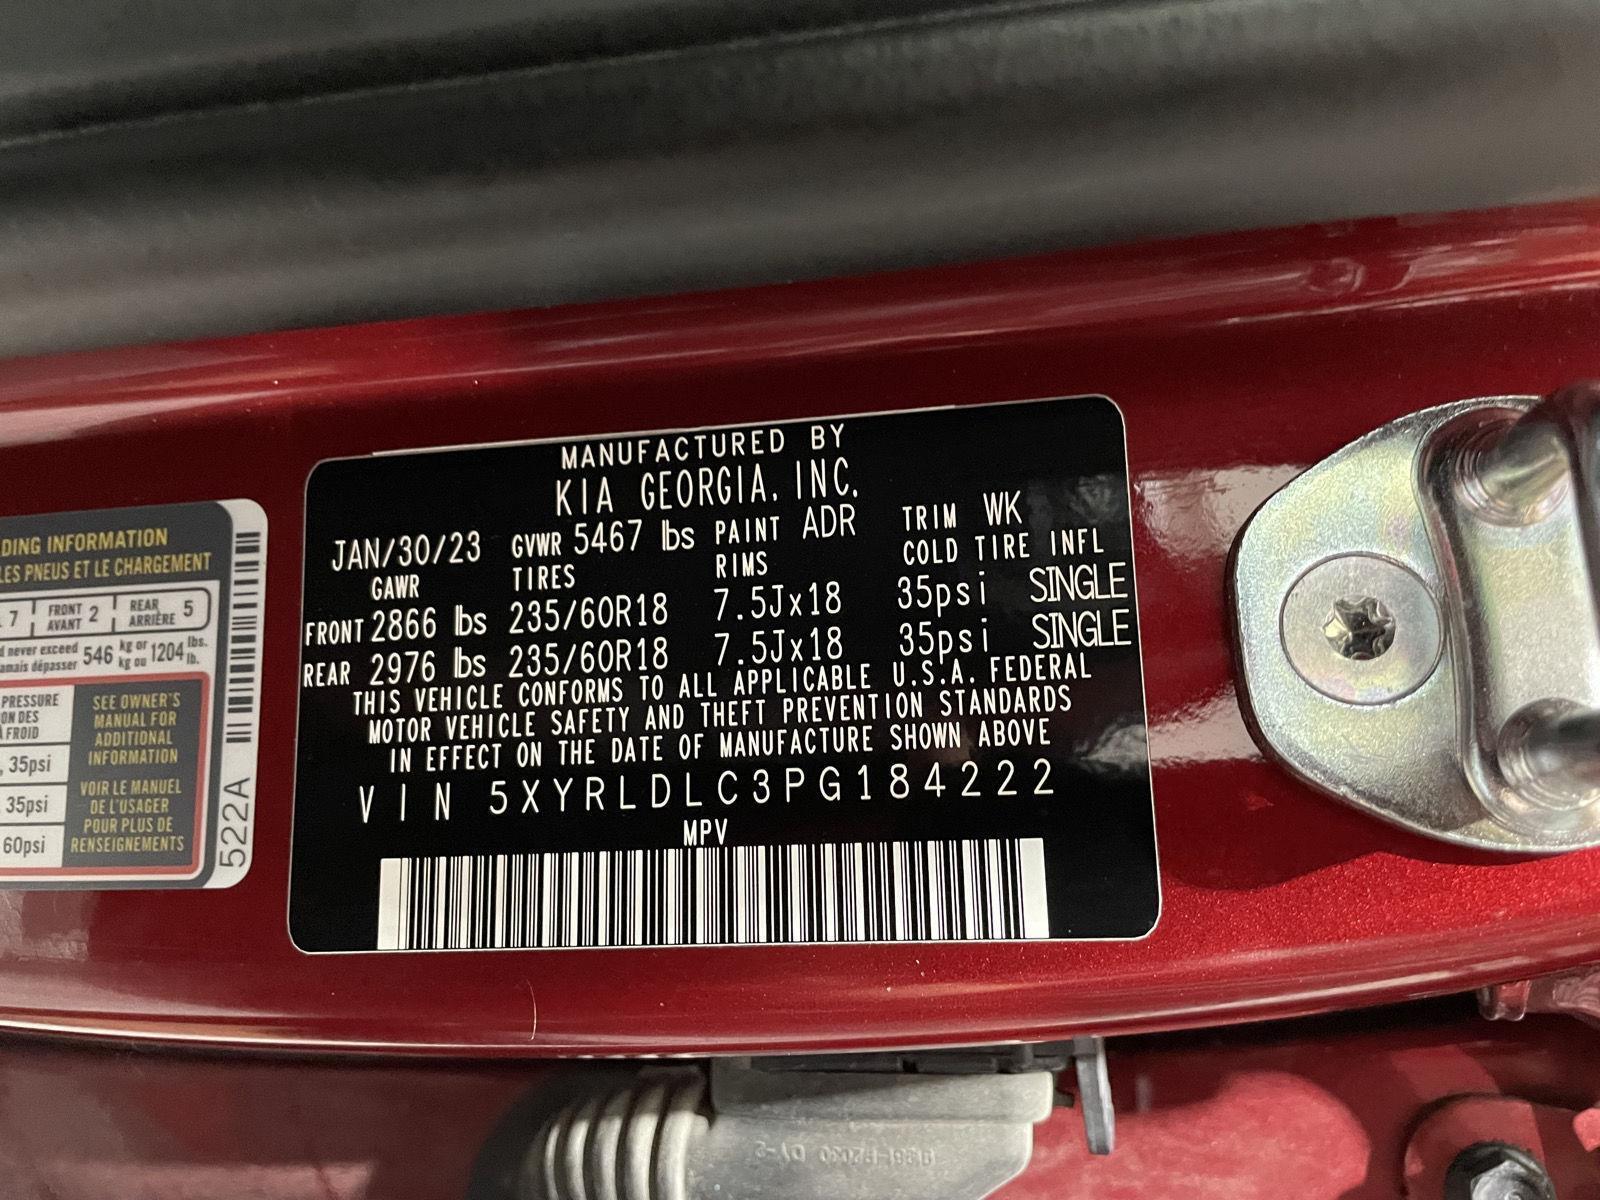 MANUFACTURED BY
KIA GEORGIA, INC.
JAN/30/23 GVWR 5467 lbs PAINT ADR TRIM WK
GAWR TIRES RIMS COLD TIRE INFL
FRONT 2866 lbs 235/60R18 7.5Jx18 35psi SINGLE
REAR 2976 lbs 235/60R18 7.5Jx18 35psi SINGLE
THIS VEHICLE CONFORMS TO ALL APPLICABLE U.S.A. FEDERAL
MOTOR VEHICLE SAFETY AND THEFT PREVENTION STANDARDS
IN EFFECT ON THE DATE OF MANUFACTURE SHOWN ABOVE
VIN 5XYRLDLC3PG184222
MPV
DING INFORMATION
LES PNEUS ET LE CHARGEMENT
7 FRONT AVANT 2 REAR ARRIÈRE 5
d never exceed
amais dépasser 546 kg or kg ou 1204 lbs. lb.
PRESSURE
ON DES
À FROID
, 35psi
, 35psi
60psi
SEE OWNER'S
MANUAL FOR
ADDITIONAL
INFORMATION
VOIR LE MANUEL
DE L'USAGER
POUR PLUS DE
RENSEIGNEMENTS
522A